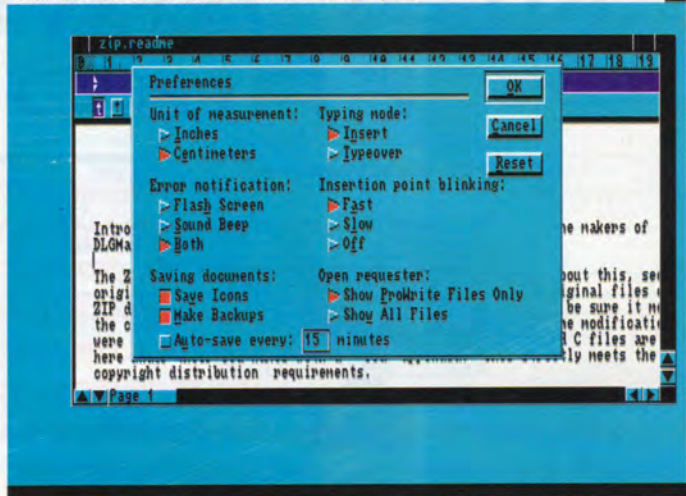 zip.readme
Preferences
OK
Unit of measurement: Typing mode:
Inches Insert Cancel
Centimeters Typeover
Reset
Error notification: Insertion point blinking:
Flash Screen Fast
Sound Beep Slow
Both Off
Intro he makers of
DLGMa
Saving documents: Open requester:
The Z out this, se
Save Icons Show ProWrite Files Only
origi ginal files
Make Backups Show All Files
ZIP d be sure it m
the c he modificati
Auto-save every: 15 minutes
were C files are
here meets the
copyright distribution requirements.
Page 1